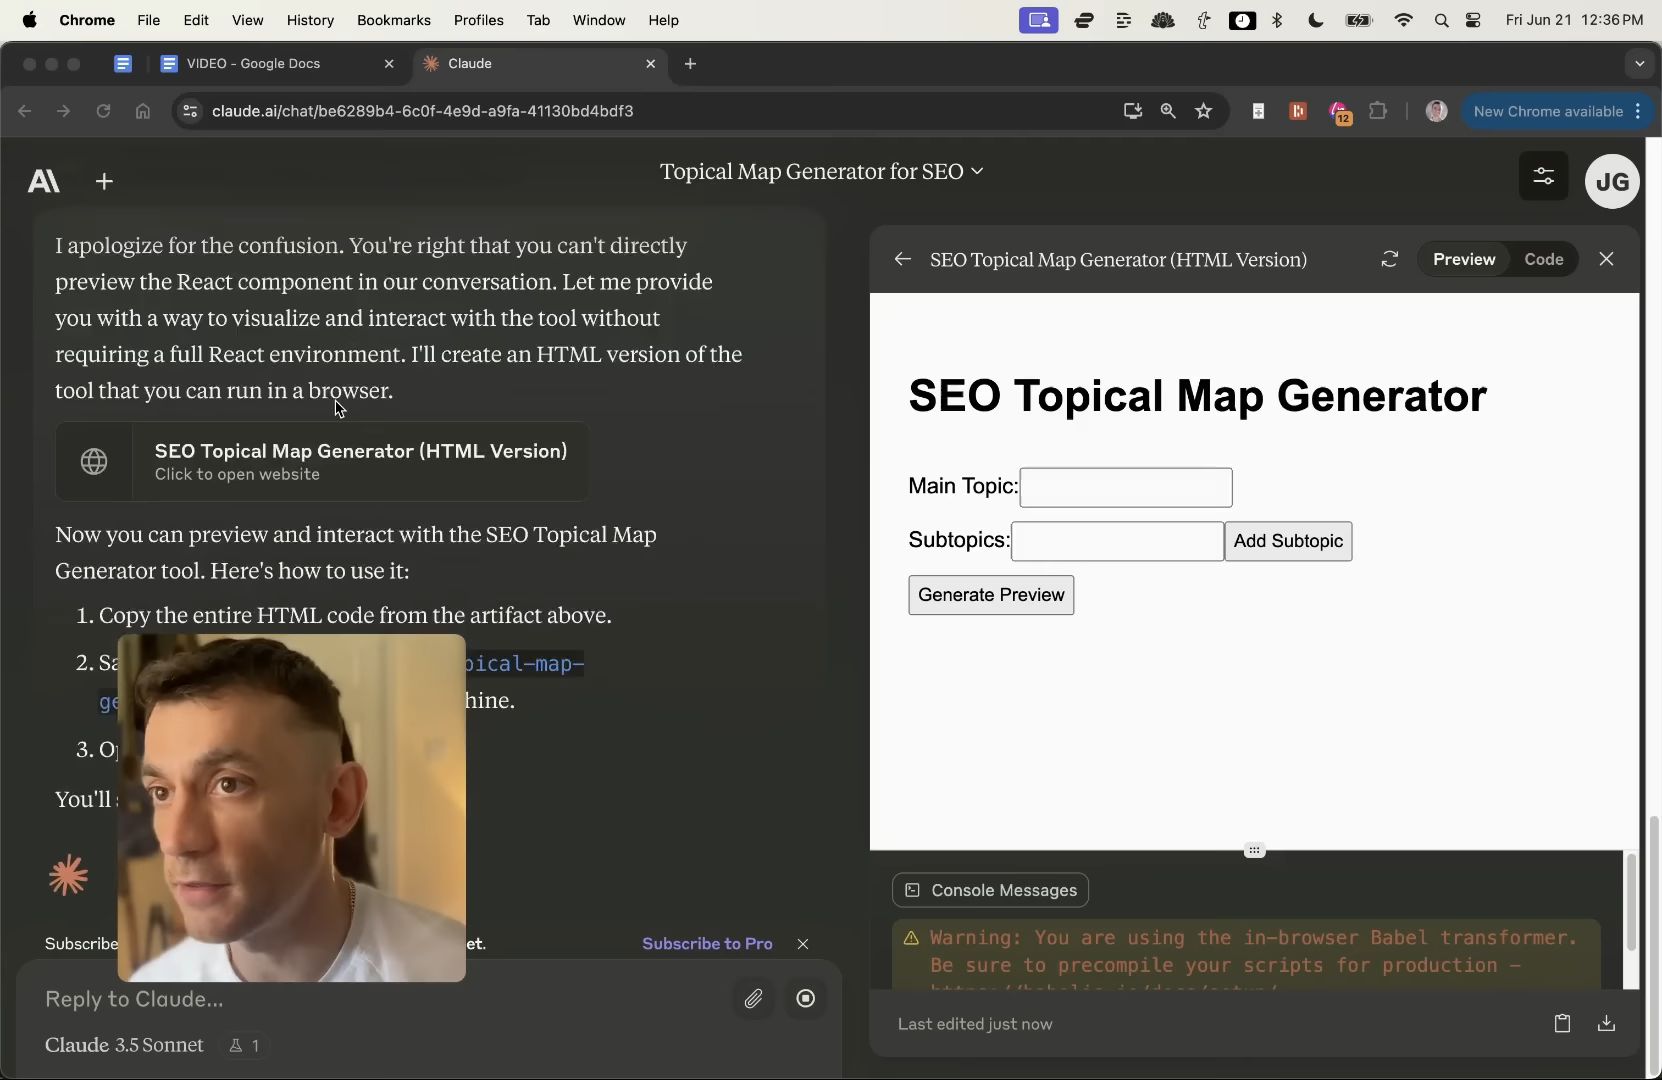 Chrome File Edit View History Bookmarks Profiles Tab Window Help Fri Jun 21 12:36 PM
VIDEO - Google Docs
Claude
claude.ai/chat/be6289b4-6c0f-4e9d-a9fa-41130bd4bdf3
12
New Chrome available
Topical Map Generator for SEO
JG
I apologize for the confusion. You're right that you can't directly
preview the React component in our conversation. Let me provide
you with a way to visualize and interact with the tool without
requiring a full React environment. I'll create an HTML version of the
tool that you can run in a browser.
SEO Topical Map Generator (HTML Version)
Click to open website
Now you can preview and interact with the SEO Topical Map
Generator tool. Here's how to use it:
1. Copy the entire HTML code from the artifact above.
2. Sa pical-map-
ge hine.
3. Op
You'll s
Subscribe et. Subscribe to Pro
Reply to Claude...
Claude 3.5 Sonnet 1
SEO Topical Map Generator (HTML Version)
Preview Code
SEO Topical Map Generator
Main Topic:
Subtopics: Add Subtopic
Generate Preview
Console Messages
Warning: You are using the in-browser Babel transformer.
Be sure to precompile your scripts for production -
Last edited just now